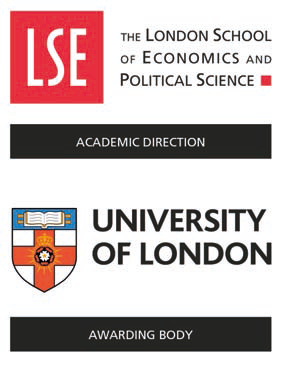 LSE
THE LONDON SCHOOL
OF ECONOMICS AND
POLITICAL SCIENCE
ACADEMIC DIRECTION
UNIVERSITY
OF LONDON
AWARDING BODY